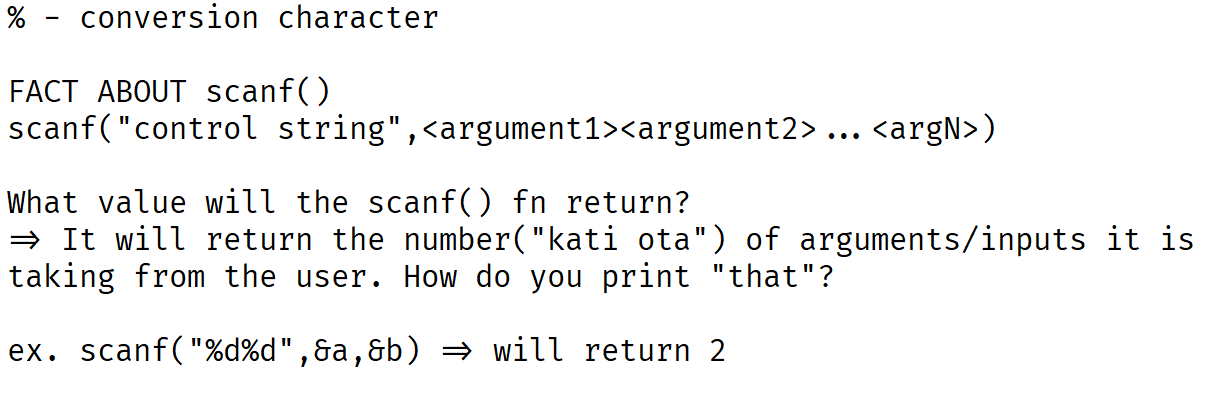 % - conversion character
FACT ABOUT scanf()
scanf("control string",<argument1><argument2>...<argN>)
What value will the scanf() fn return?
⇒ It will return the number("kati ota") of arguments/inputs it is
taking from the user. How do you print "that"?
ex. scanf("%d%d",&a,&b) ⇒ will return 2